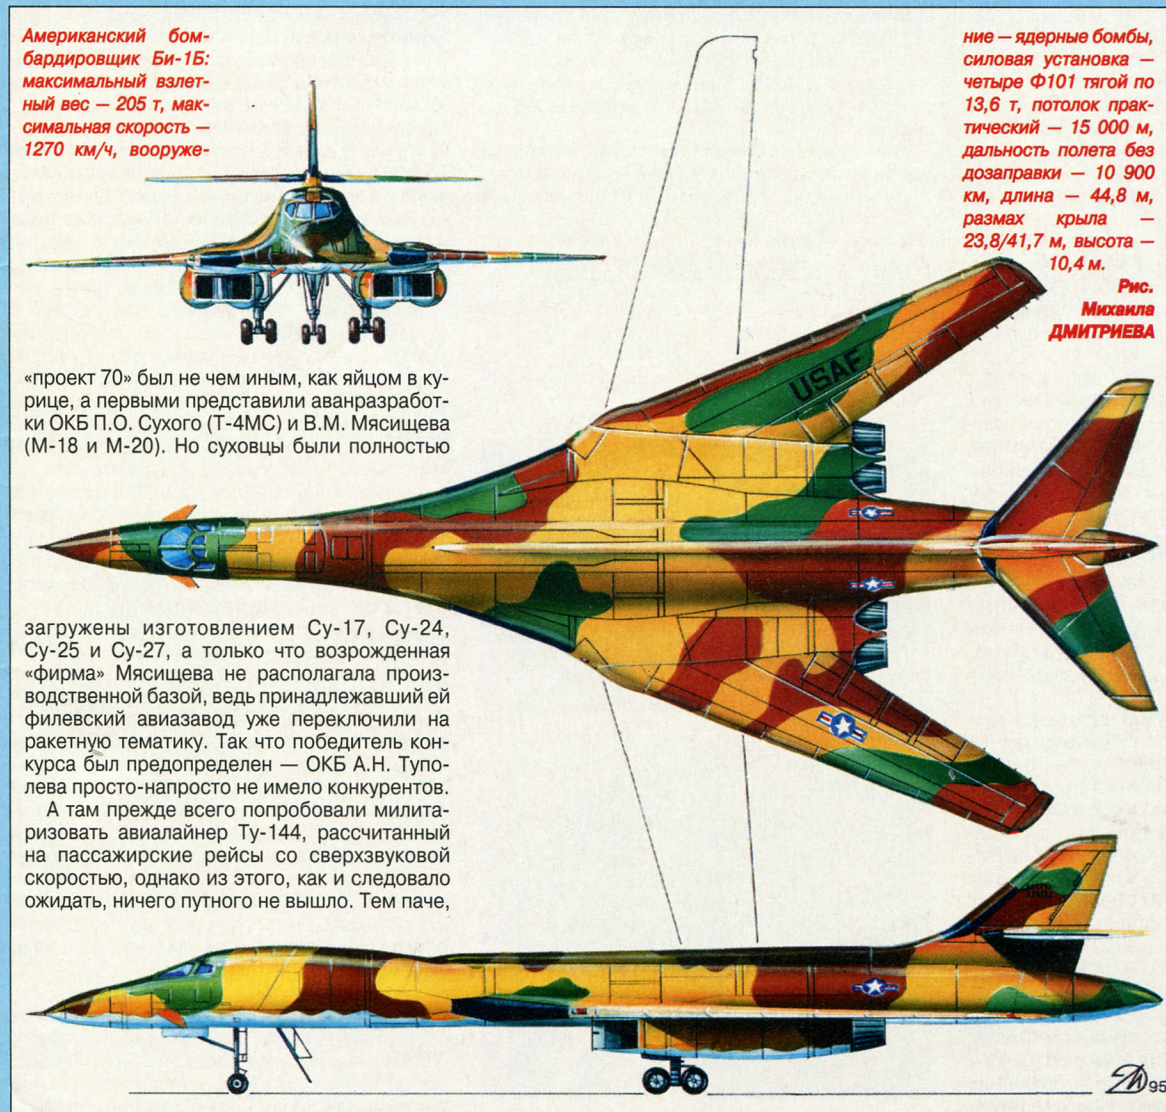 Американский бом-
бардировщик Би-1Б:
максимальный взлет-
ный вес — 205 т, мак-
симальная скорость —
1270 км/ч, вооруже-
ние — ядерные бомбы,
силовая установка —
четыре Ф101 тягой по
13,6 т, потолок прак-
тический — 15 000 м,
дальность полета без
дозаправки — 10 900
км, длина — 44,8 м,
размах крыла —
23,8/41,7 м, высота —
10,4 м.
Рис.
Михаила
ДМИТРИЕВА
USAF
«проект 70» был не чем иным, как яйцом в ку-
рице, а первыми представили аванразработ-
ки ОКБ П.О. Сухого (Т-4МС) и В.М. Мясищева
(М-18 и М-20). Но суховцы были полностью
загружены изготовлением Су-17, Су-24,
Су-25 и Су-27, а только что возрожденная
«фирма» Мясищева не располагала произ-
водственной базой, ведь принадлежавший ей
филевский авиазавод уже переключили на
ракетную тематику. Так что победитель кон-
курса был предопределен — ОКБ А.Н. Тупо-
лева просто-напросто не имело конкурентов.
А там прежде всего попробовали милита-
ризовать авиалайнер Ту-144, рассчитанный
на пассажирские рейсы со сверхзвуковой
скоростью, однако из этого, как и следовало
ожидать, ничего путного не вышло. Тем паче,
95